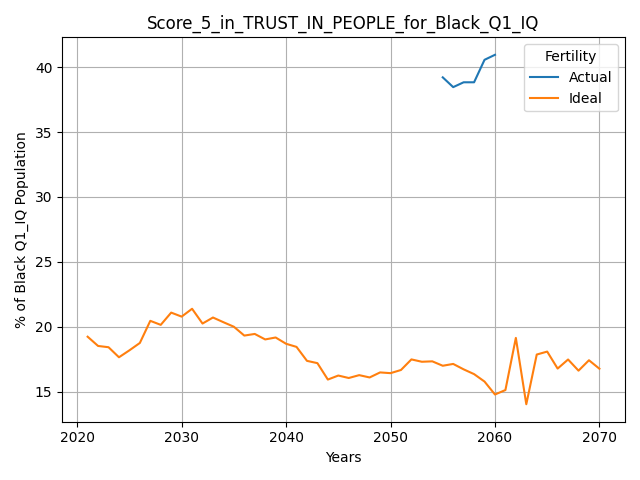 Score_5_in_TRUST_IN_PEOPLE_for_Black_Q1_IQ
Fertility
Actual
Ideal
% of Black Q1_IQ Population
40
35
30
25
20
15
2020
2030
2040
2050
2060
2070
Years